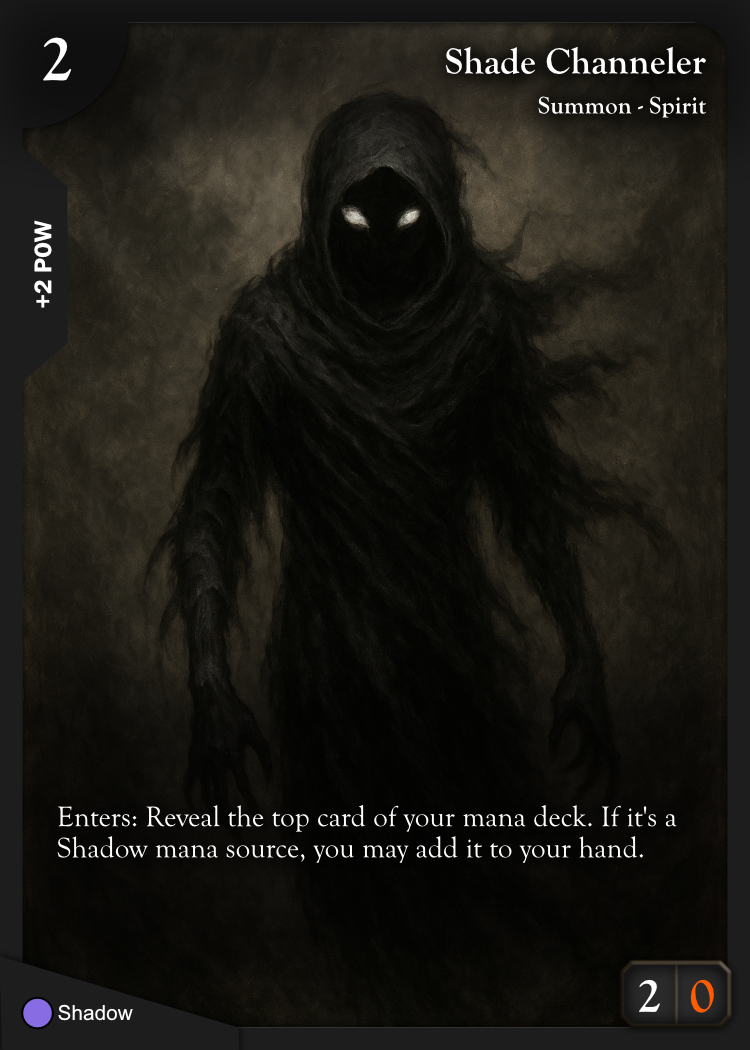 2
Shade Channeler
Summon - Spirit
+2 POW
Enters: Reveal the top card of your mana deck. If it's a
Shadow mana source, you may add it to your hand.
Shadow
2 0